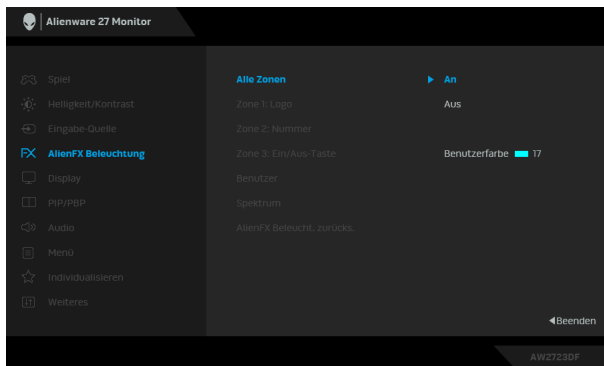 Alienware 27 Monitor
Spiel
Helligkeit/Kontrast
Eingabe-Quelle
FX AlienFX Beleuchtung
Display
PIP/PBP
Audio
Menü
Individualisieren
Weiteres
Alle Zonen
An
Zone 1: Logo
Aus
Zone 2: Nummer
Zone 3: Ein/Aus-Taste
Benutzerfarbe 17
Benutzer
Spektrum
AlienFX Beleucht. zurücks.
Beenden
AW2723DF